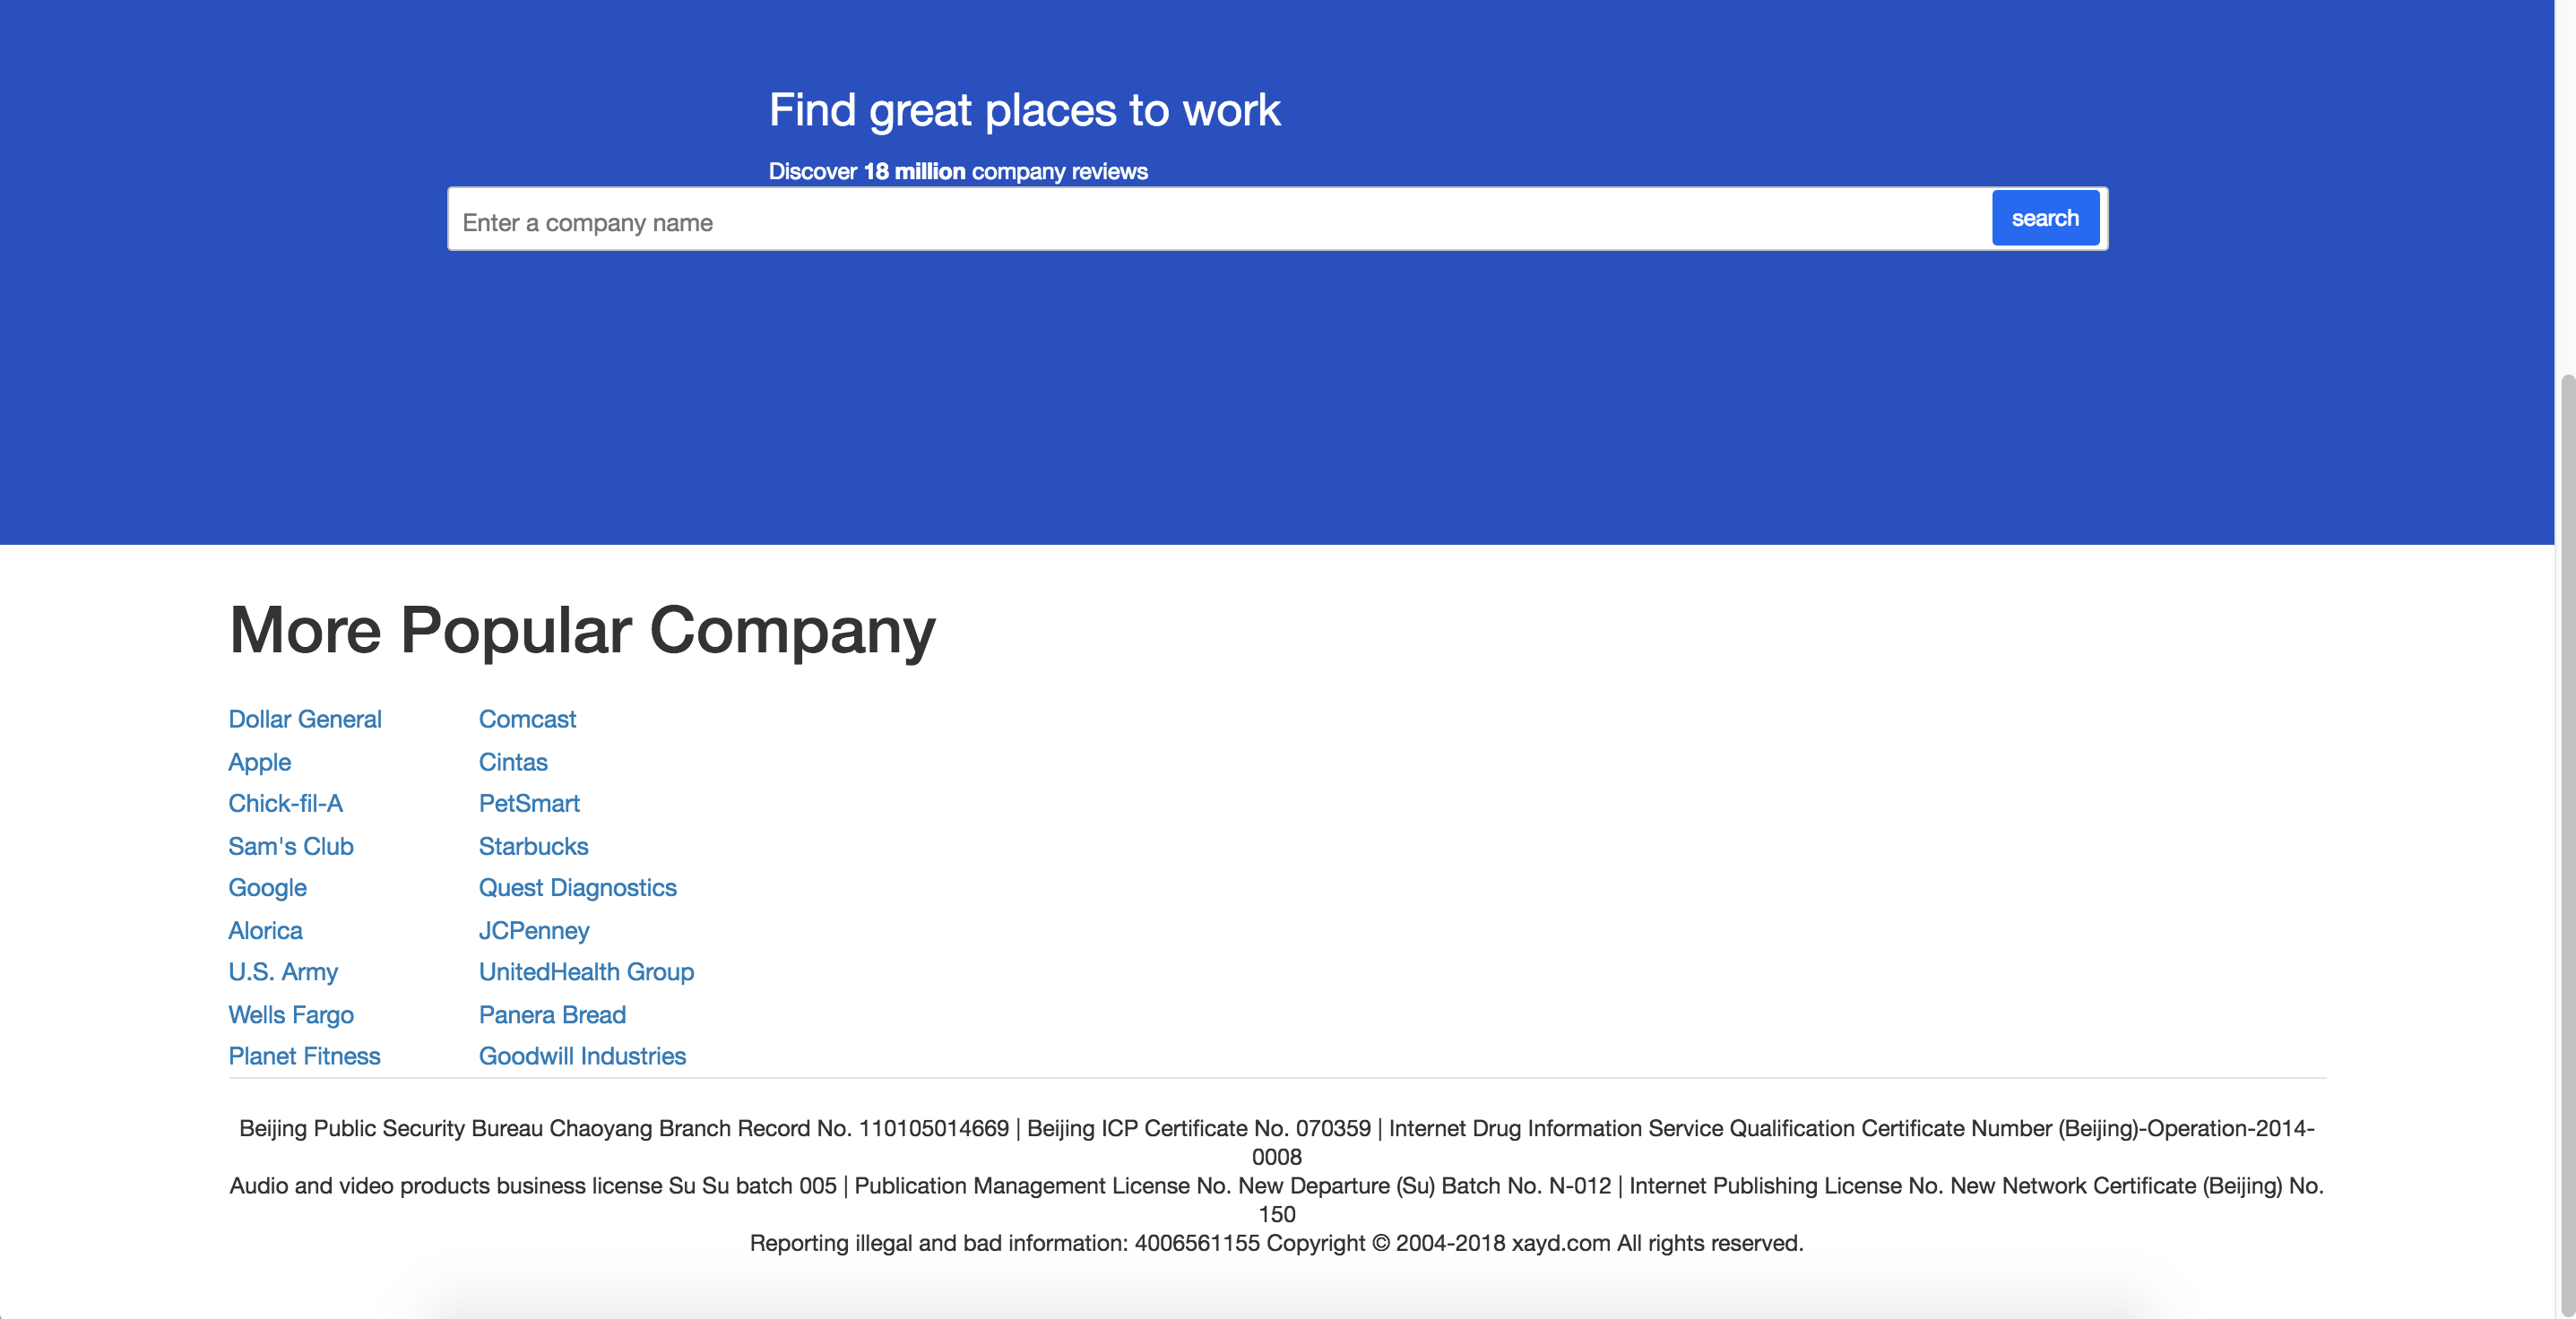 Find great places to work
Discover 18 million company reviews
Enter a company name
search
More Popular Company
Dollar General
Comcast
Apple
Cintas
Chick-fil-A
PetSmart
Sam's Club
Starbucks
Google
Quest Diagnostics
Alorica
JCPenney
U.S. Army
UnitedHealth Group
Wells Fargo
Panera Bread
Planet Fitness
Goodwill Industries
Beijing Public Security Bureau Chaoyang Branch Record No. 110105014669 | Beijing ICP Certificate No. 070359 | Internet Drug Information Service Qualification Certificate Number (Beijing)-Operation-2014-
0008
Audio and video products business license Su Su batch 005 | Publication Management License No. New Departure (Su) Batch No. N-012 | Internet Publishing License No. New Network Certificate (Beijing) No.
150
Reporting illegal and bad information: 4006561155 Copyright © 2004-2018 xayd.com All rights reserved.